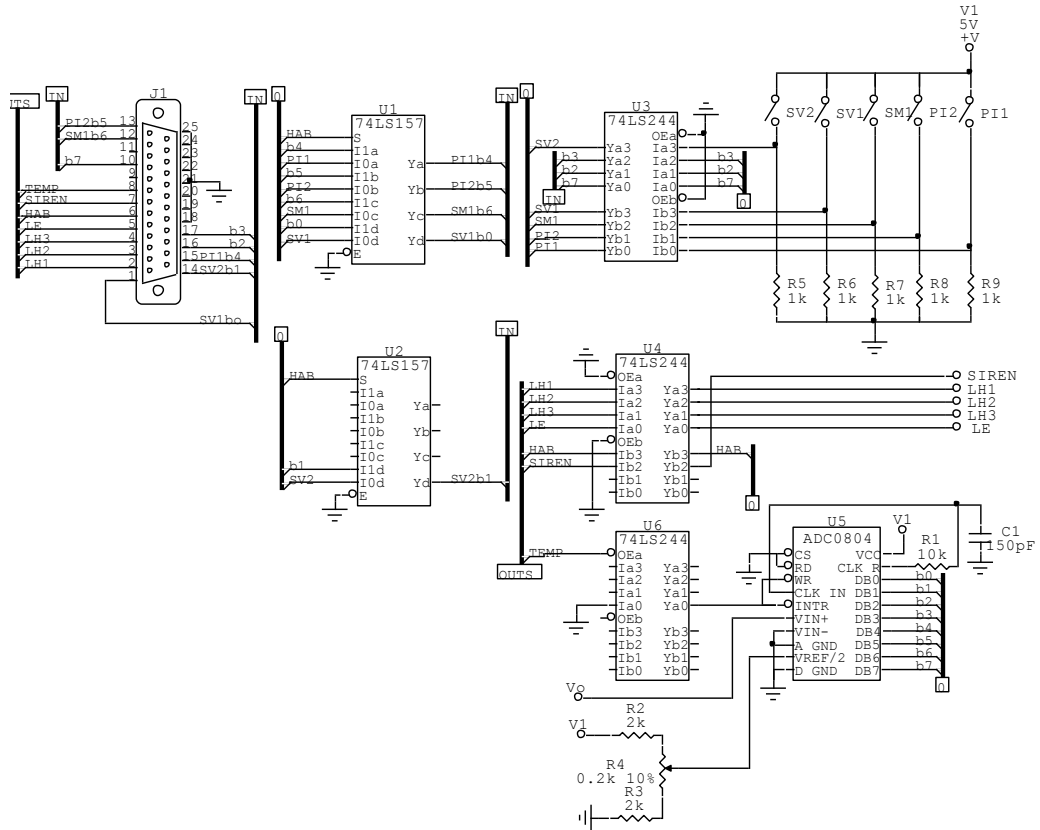 V1
5V
+V
UTS
IN
J1
IN
0
U1
74LS157
IN
0
U3
74LS244
SV2
SV1
SM1
PI2
PI1
PI2b5
SM1b6
b7
TEMP
SIREN
HAB
LE
LH3
LH2
LH1
13
12
11
10
9
8
7
6
5
4
3
2
1
25
24
23
22
21
20
19
18
17
16
15
14
b3
b2
PI1b4
SV2b1
SV1bo
HAB
b4
PI1
b5
PI2
b6
SM1
b0
SV1
S
I1a
I0a
I1b
I0b
I1c
I0c
I1d
I0d
E
Ya
Yb
Yc
Yd
PI1b4
PI2b5
SM1b6
SV1b0
SV2
b3
b2
b7
IN
SV1
SM1
PI2
PI1
Ya3
Ya2
Ya1
Ya0
Yb3
Yb2
Yb1
Yb0
OEa
Ia3
Ia2
Ia1
Ia0
OEb
Ib3
Ib2
Ib1
Ib0
b3
b2
b7
0
R5
1k
R6
1k
R7
1k
R8
1k
R9
1k
0
U2
74LS157
HAB
b1
SV2
S
I1a
I0a
I1b
I0b
I1c
I0c
I1d
I0d
E
Ya
Yb
Yc
Yd
SV2b1
IN
U4
74LS244
LH1
LH2
LH3
LE
HAB
SIREN
OEa
Ia3
Ia2
Ia1
Ia0
OEb
Ib3
Ib2
Ib1
Ib0
Ya3
Ya2
Ya1
Ya0
Yb3
Yb2
Yb1
Yb0
HAB
0
SIREN
LH1
LH2
LH3
LE
TEMP
OUTS
U6
74LS244
OEa
Ia3
Ia2
Ia1
Ia0
OEb
Ib3
Ib2
Ib1
Ib0
Ya3
Ya2
Ya1
Ya0
Yb3
Yb2
Yb1
Yb0
U5
ADC0804
CS
RD
WR
CLK IN
INTR
VIN+
VIN-
A GND
VREF/2
D GND
VCC
CLK R
DB0
DB1
DB2
DB3
DB4
DB5
DB6
DB7
V1
R1
10k
C1
150pF
b0
b1
b2
b3
b4
b5
b6
b7
0
Vo
V1
R2
2k
R4
0.2k 10%
R3
2k